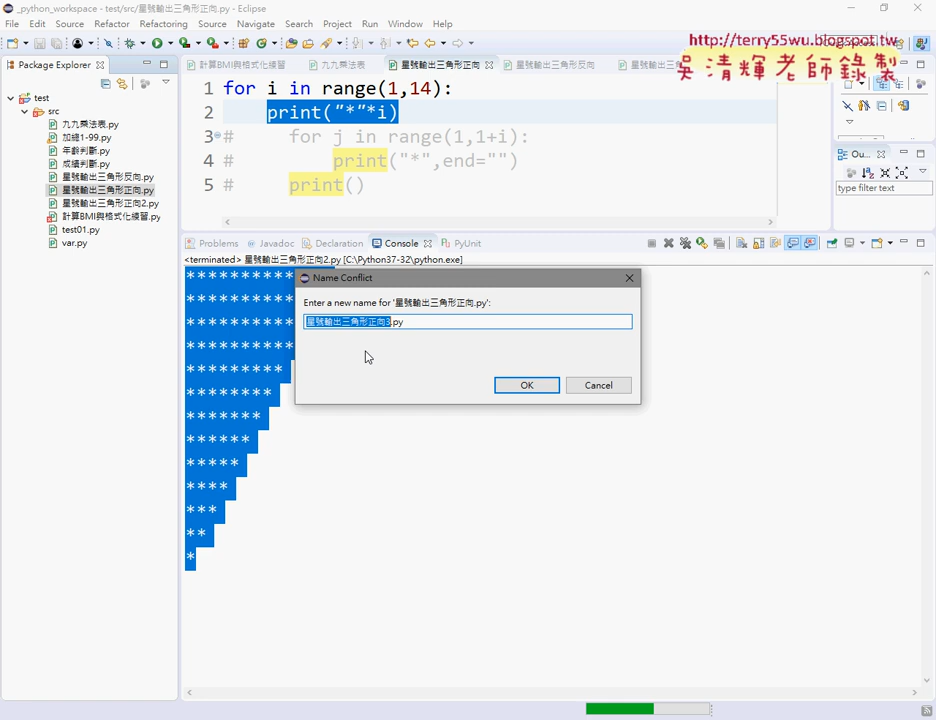 _python_workspace - test/src/星號輸出三角形正向.py - Eclipse
File Edit Source Refactor Refactoring Source Navigate Search Project Run Window Help
http://terry55wu.blogspot.tw
吳清輝老師錄製
Package Explorer
計算BMI與格式化練習
九九乘法表
星號輸出三角形正向
星號輸出三角形反向
星號輸出三
test
src
九九乘法表.py
加總1-99.py
年齡判斷.py
成績判斷.py
星號輸出三角形反向.py
星號輸出三角形正向.py
星號輸出三角形正向2.py
計算BMI與格式化練習.py
test01.py
var.py
1 for i in range(1,14):
2 print("*"*i)
3 # for j in range(1,1+i):
4 # print("*",end="")
5 # print()
Ou...
type filter text
Problems Javadoc Declaration Console PyUnit
<terminated> 星號輸出三角形正向2.py [C:\Python37-32\python.exe]
*********
*******
******
*****
****
***
**
*
Name Conflict
Enter a new name for '星號輸出三角形正向.py':
星號輸出三角形正向3.py
OK
Cancel